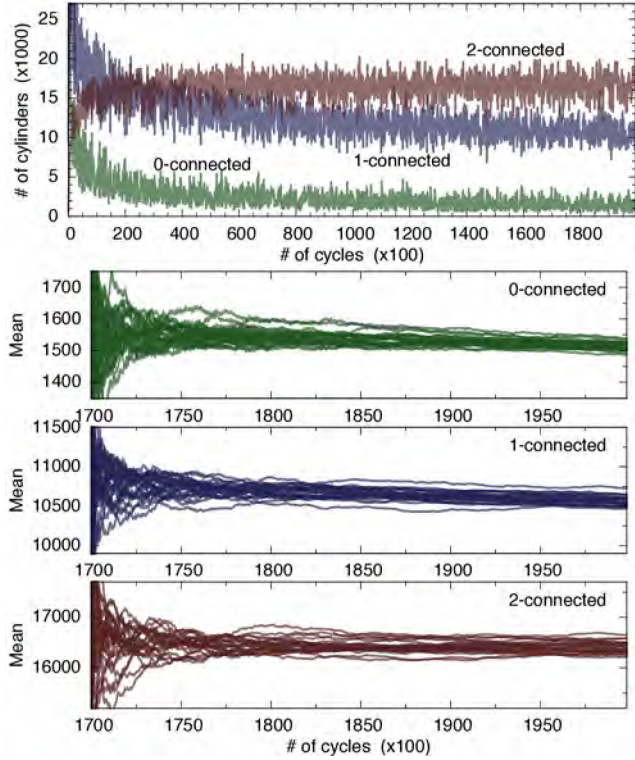 # of cylinders (x1000)
25
20
15
10
5
0
2-connected
0-connected
1-connected
0 200 400 600 800 1000 1200 1400 1600 1800
# of cycles (x100)
Mean
1700
1600
1500
1400
0-connected
1700 1750 1800 1850 1900 1950
Mean
11500
11000
10500
10000
1-connected
1700 1750 1800 1850 1900 1950
Mean
17000
16000
2-connected
1700 1750 1800 1850 1900 1950
# of cycles (x100)